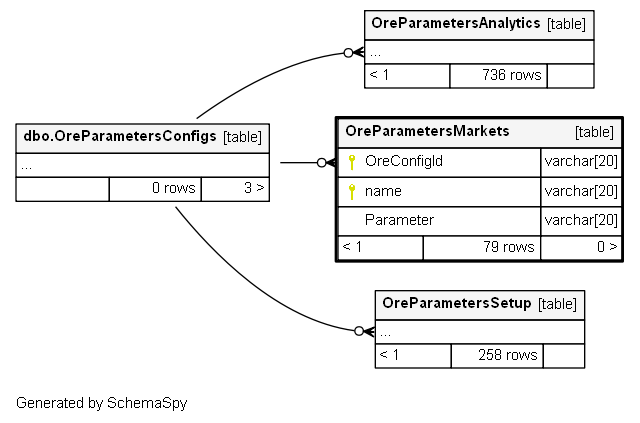 OreParametersAnalytics [table]
...
< 1 736 rows
dbo.OreParametersConfigs [table]
...
0 rows 3 >
OreParametersMarkets [table]
OreConfigId varchar[20]
name varchar[20]
Parameter varchar[20]
< 1 79 rows 0 >
OreParametersSetup [table]
...
< 1 258 rows
Generated by SchemaSpy